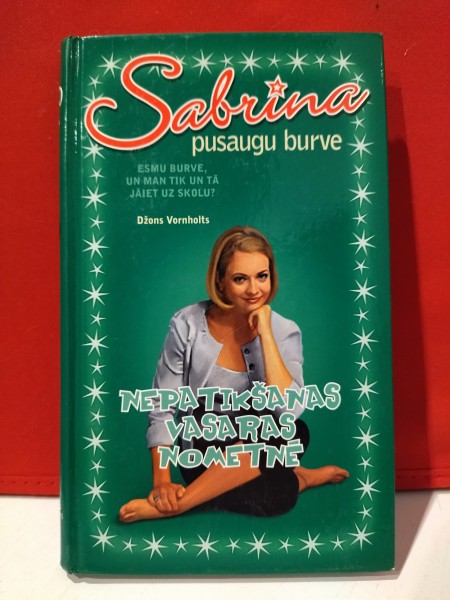 Sabrina
pusaugu burve
ESMU BURVE,
UN MAN TIK UN TĀ
JĀIET UZ SKOLU?
Džons Vornholts
NEPATIKŠANAS
VASARAS
NOMETNĒ